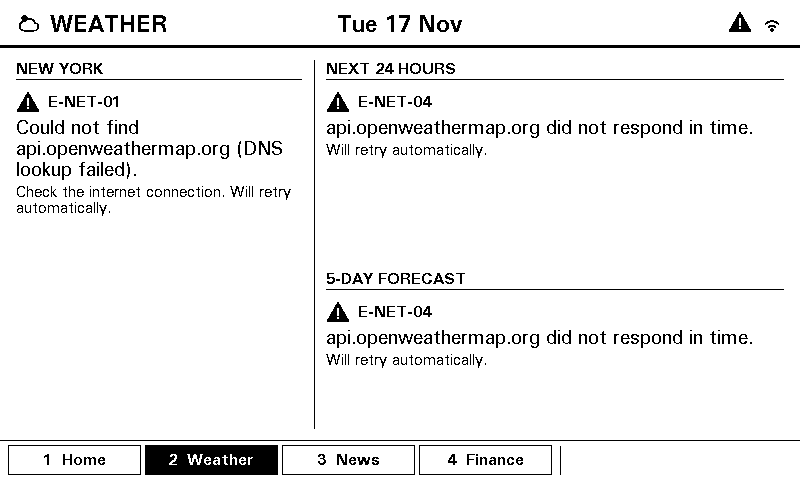 WEATHER
Tue 17 Nov
NEW YORK
E-NET-01
Could not find
api.openweathermap.org (DNS
lookup failed).
Check the internet connection. Will retry
automatically.
NEXT 24 HOURS
E-NET-04
api.openweathermap.org did not respond in time.
Will retry automatically.
5-DAY FORECAST
E-NET-04
api.openweathermap.org did not respond in time.
Will retry automatically.
1 Home
2 Weather
3 News
4 Finance